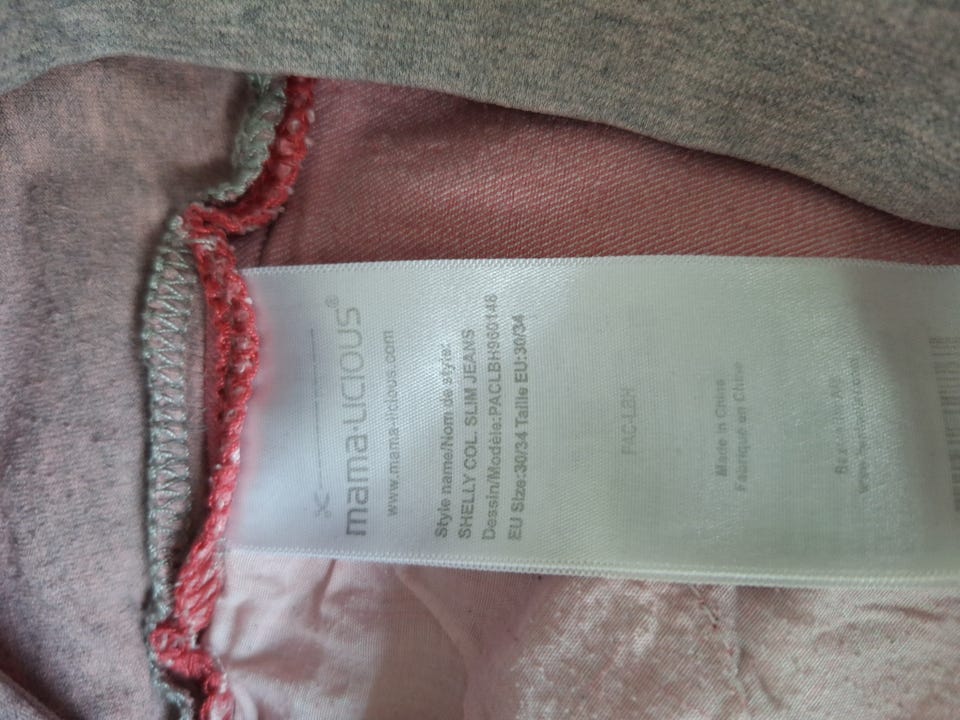 mama·licious®
www.mama-licious.com
Style name/Nom de style:
SHELLY COL. SLIM JEANS
Dessin/Modèle:PACLBH960148
EU Size:30/34 Taille EU:30/34
PAC-LBH
Made in China
Fabriqué en Chine